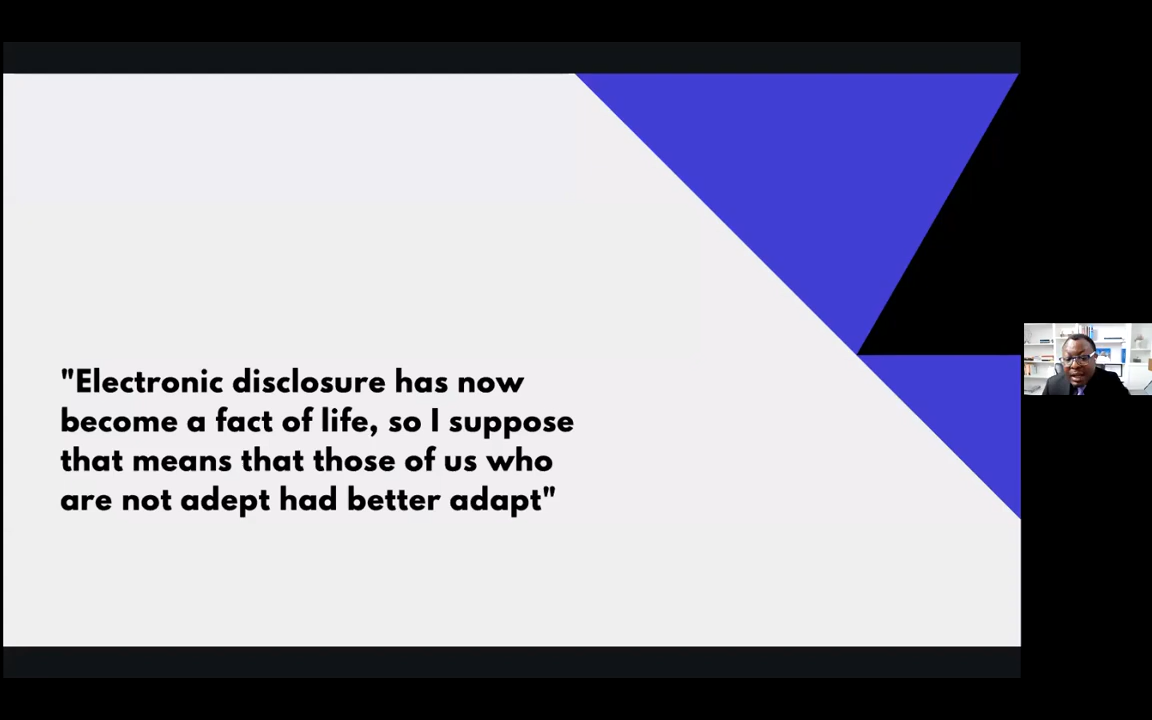 "Electronic disclosure has now
become a fact of life, so I suppose
that means that those of us who
are not adept had better adapt"